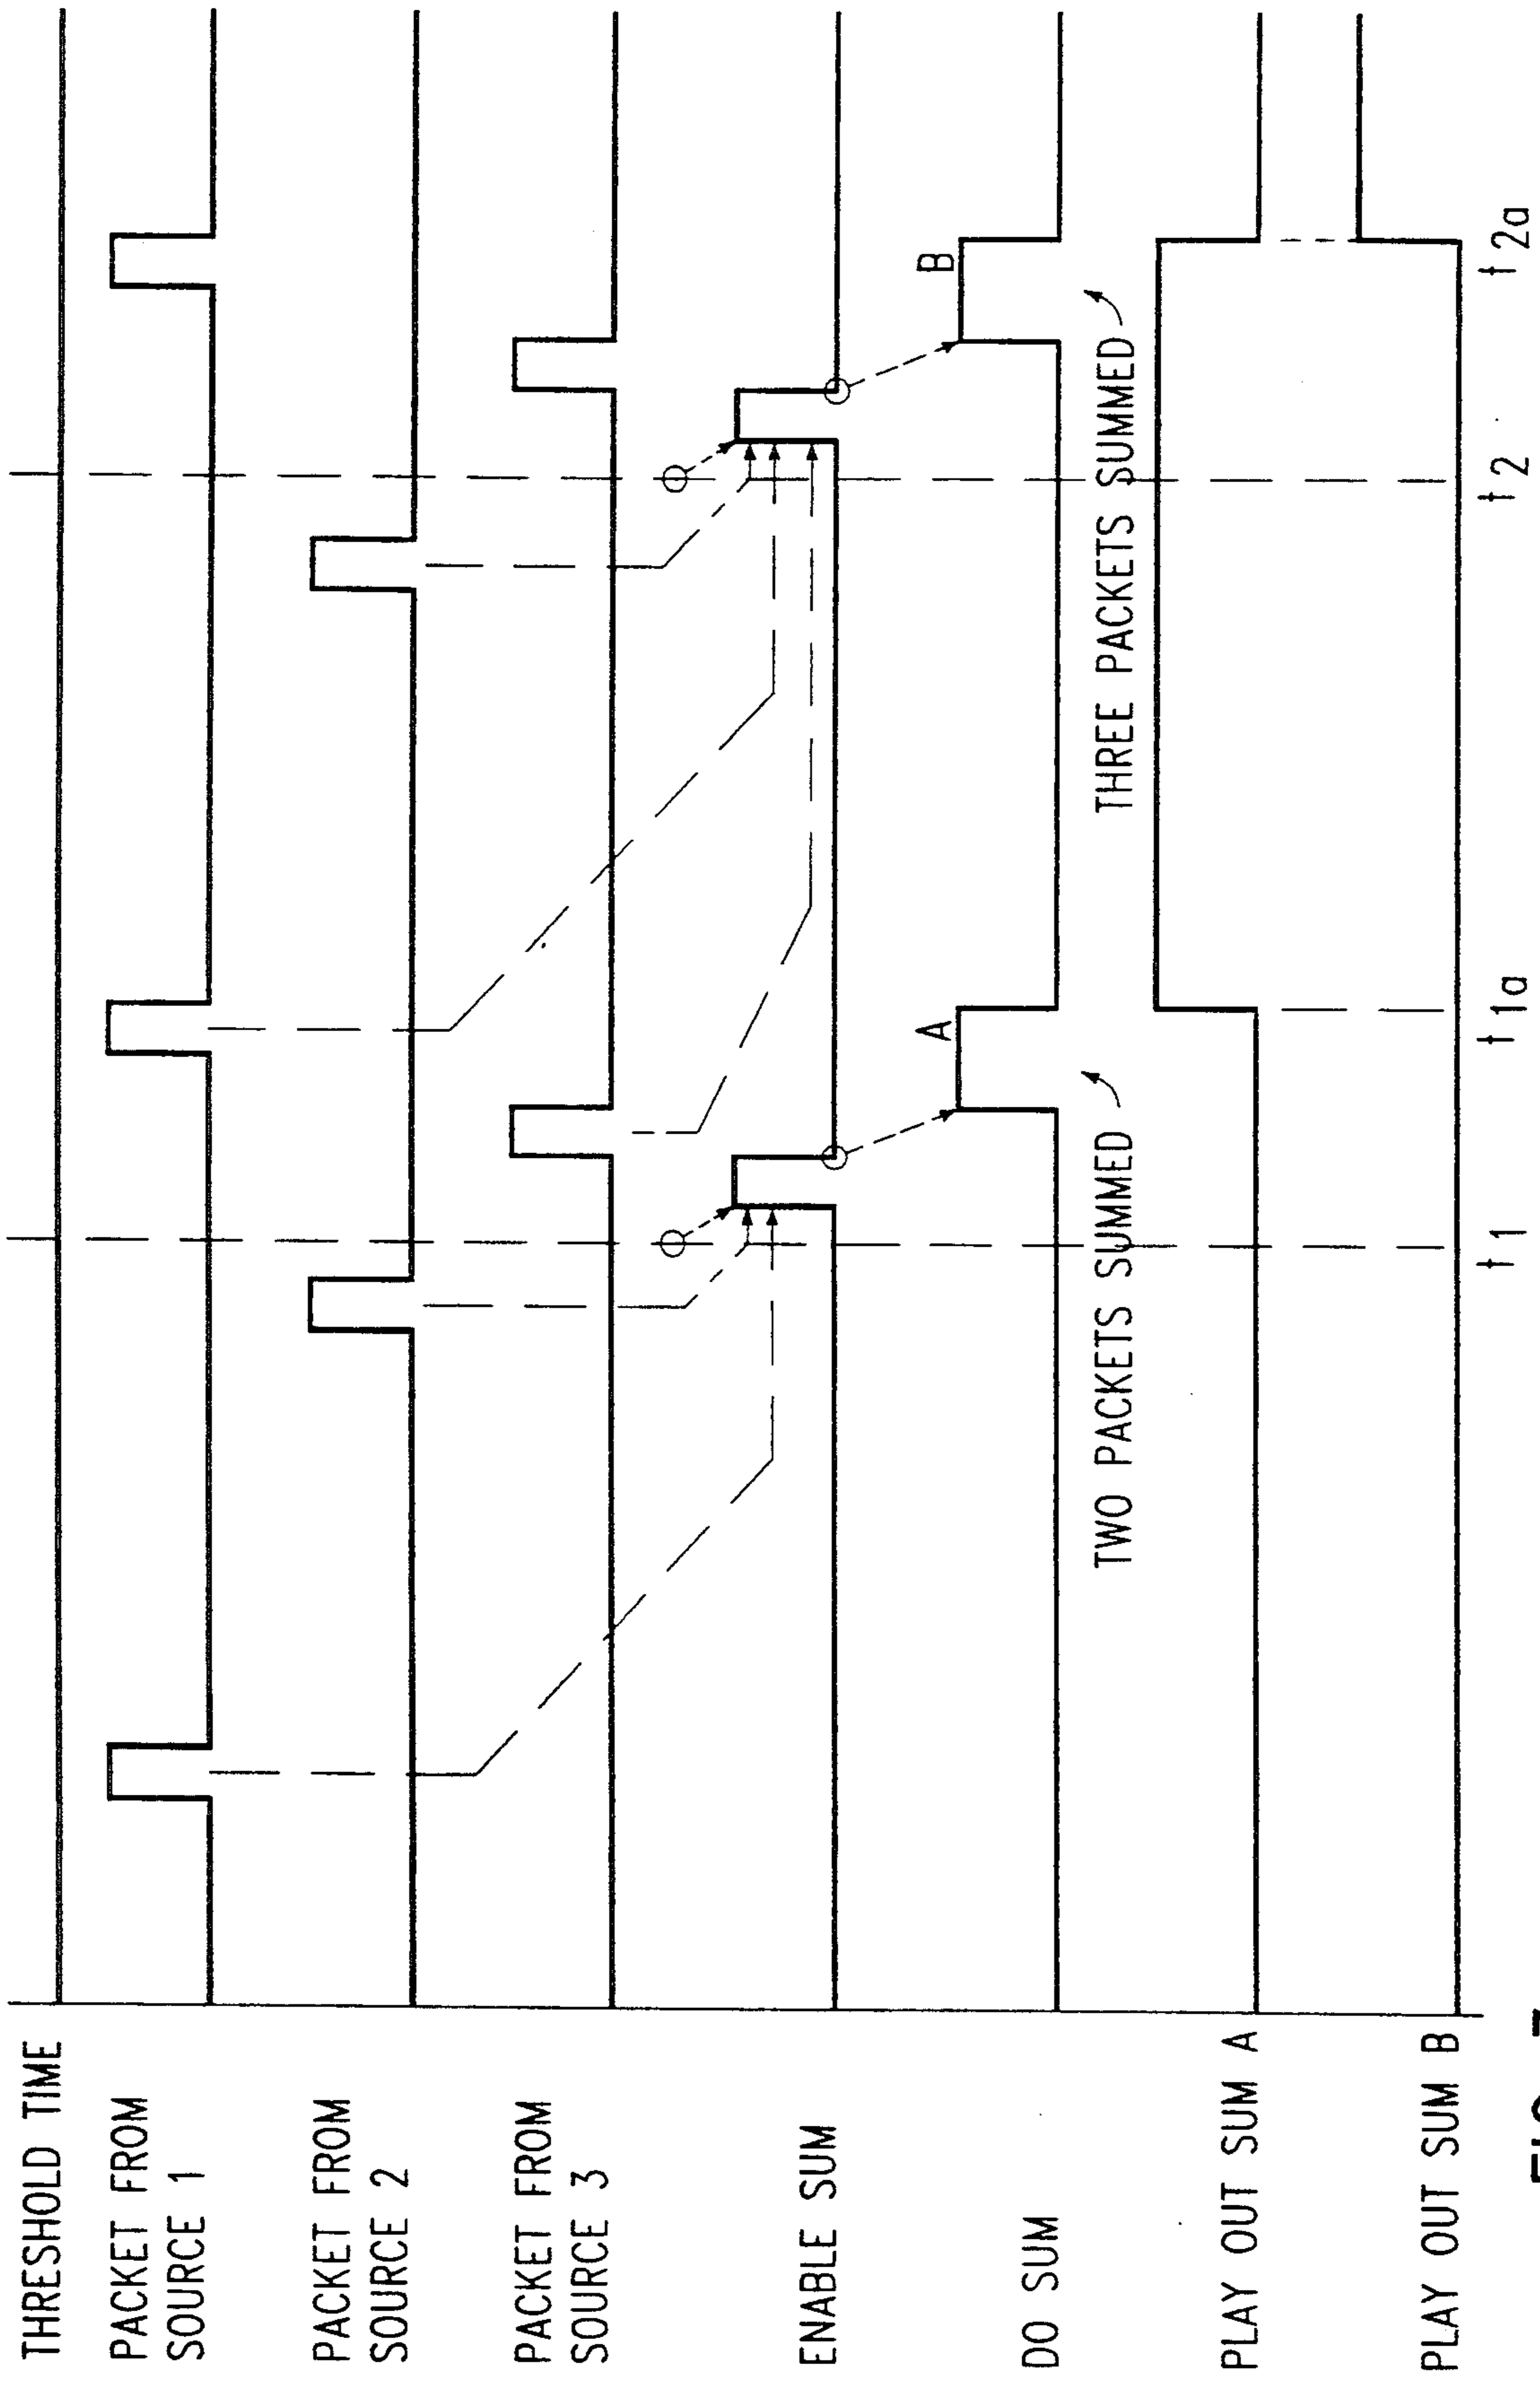 THRESHOLD TIME
PACKET FROM
SOURCE 1
PACKET FROM
SOURCE 2
PACKET FROM
SOURCE 3
ENABLE SUM
DO SUM
A
B
TWO PACKETS SUMMED
THREE PACKETS SUMMED
PLAY OUT SUM A
PLAY OUT SUM B
t1
t1a
t2
t2a